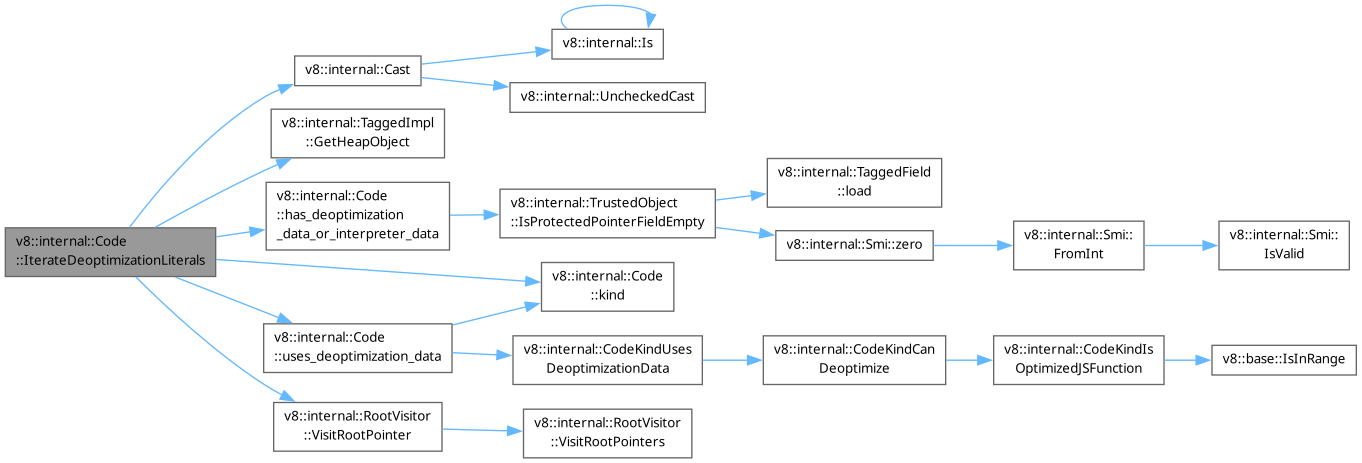 v8::internal::Is
v8::internal::Cast
v8::internal::UncheckedCast
v8::internal::TaggedImpl
::GetHeapObject
v8::internal::TaggedField
::load
v8::internal::Code
::has_deoptimization
_data_or_interpreter_data
v8::internal::TrustedObject
::IsProtectedPointerFieldEmpty
v8::internal::Smi::zero
v8::internal::Smi::
FromInt
v8::internal::Smi::
IsValid
v8::internal::Code
::IterateDeoptimizationLiterals
v8::internal::Code
::kind
v8::internal::Code
::uses_deoptimization_data
v8::internal::CodeKindUses
DeoptimizationData
v8::internal::CodeKindCan
Deoptimize
v8::internal::CodeKindIs
OptimizedJSFunction
v8::base::IsInRange
v8::internal::RootVisitor
::VisitRootPointer
v8::internal::RootVisitor
::VisitRootPointers